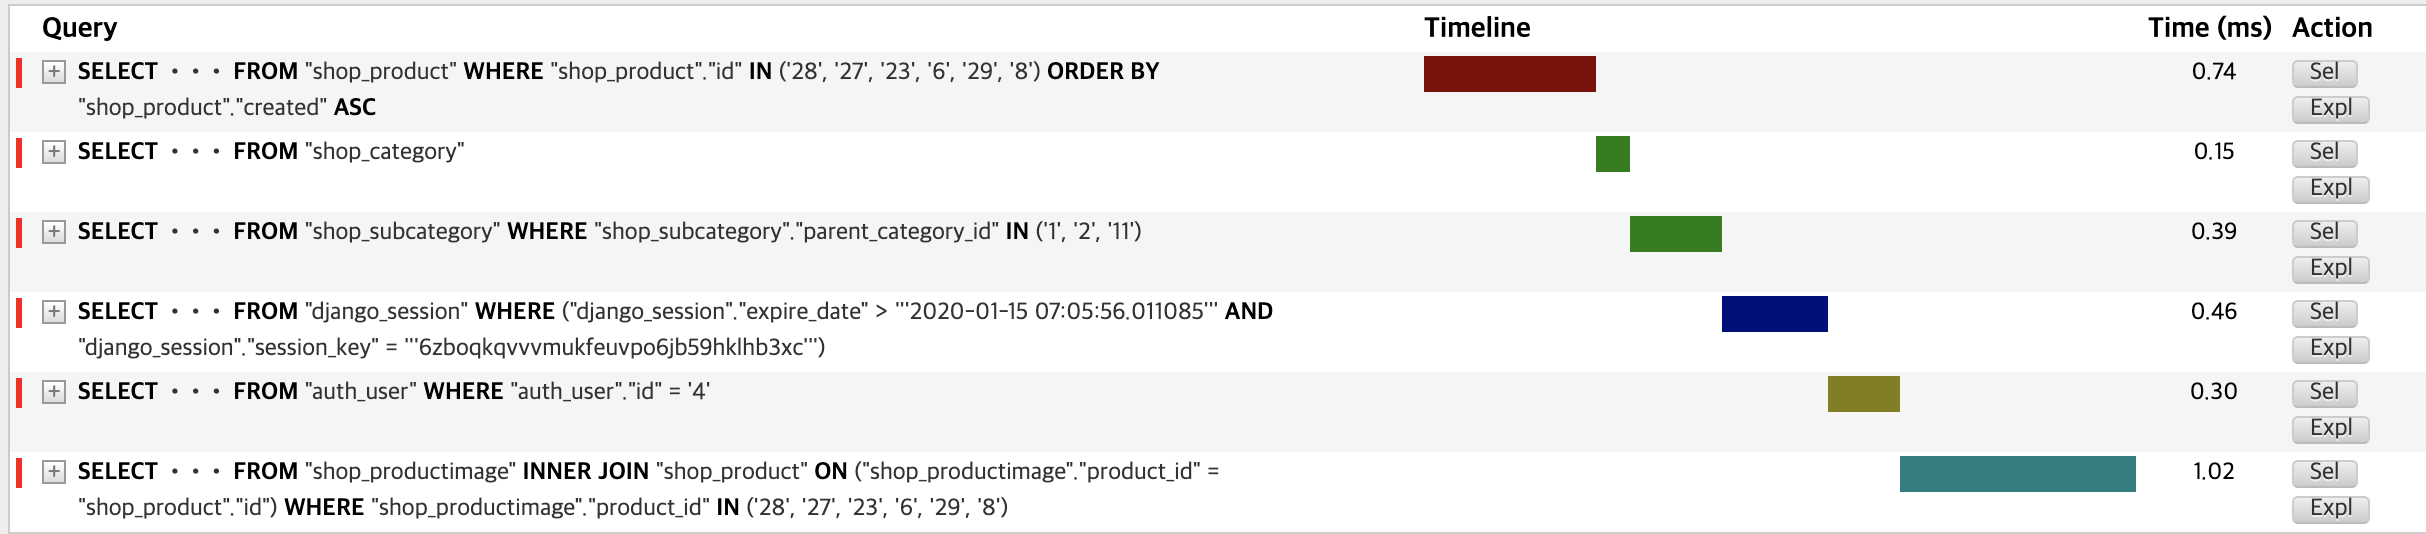 Query Timeline Time (ms) Action
+ SELECT ··· FROM "shop_product" WHERE "shop_product"."id" IN ('28', '27', '23', '6', '29', '8') ORDER BY 0.74 Sel
"shop_product"."created" ASC Expl
+ SELECT ··· FROM "shop_category" 0.15 Sel
Expl
+ SELECT ··· FROM "shop_subcategory" WHERE "shop_subcategory"."parent_category_id" IN ('1', '2', '11') 0.39 Sel
Expl
+ SELECT ··· FROM "django_session" WHERE ("django_session"."expire_date" > '''2020-01-15 07:05:56.011085''' AND 0.46 Sel
"django_session"."session_key" = '''6zboqkqvvvmukfeuvpo6jb59hklhb3xc''') Expl
+ SELECT ··· FROM "auth_user" WHERE "auth_user"."id" = '4' 0.30 Sel
Expl
+ SELECT ··· FROM "shop_productimage" INNER JOIN "shop_product" ON ("shop_productimage"."product_id" = 1.02 Sel
"shop_product"."id") WHERE "shop_productimage"."product_id" IN ('28', '27', '23', '6', '29', '8') Expl